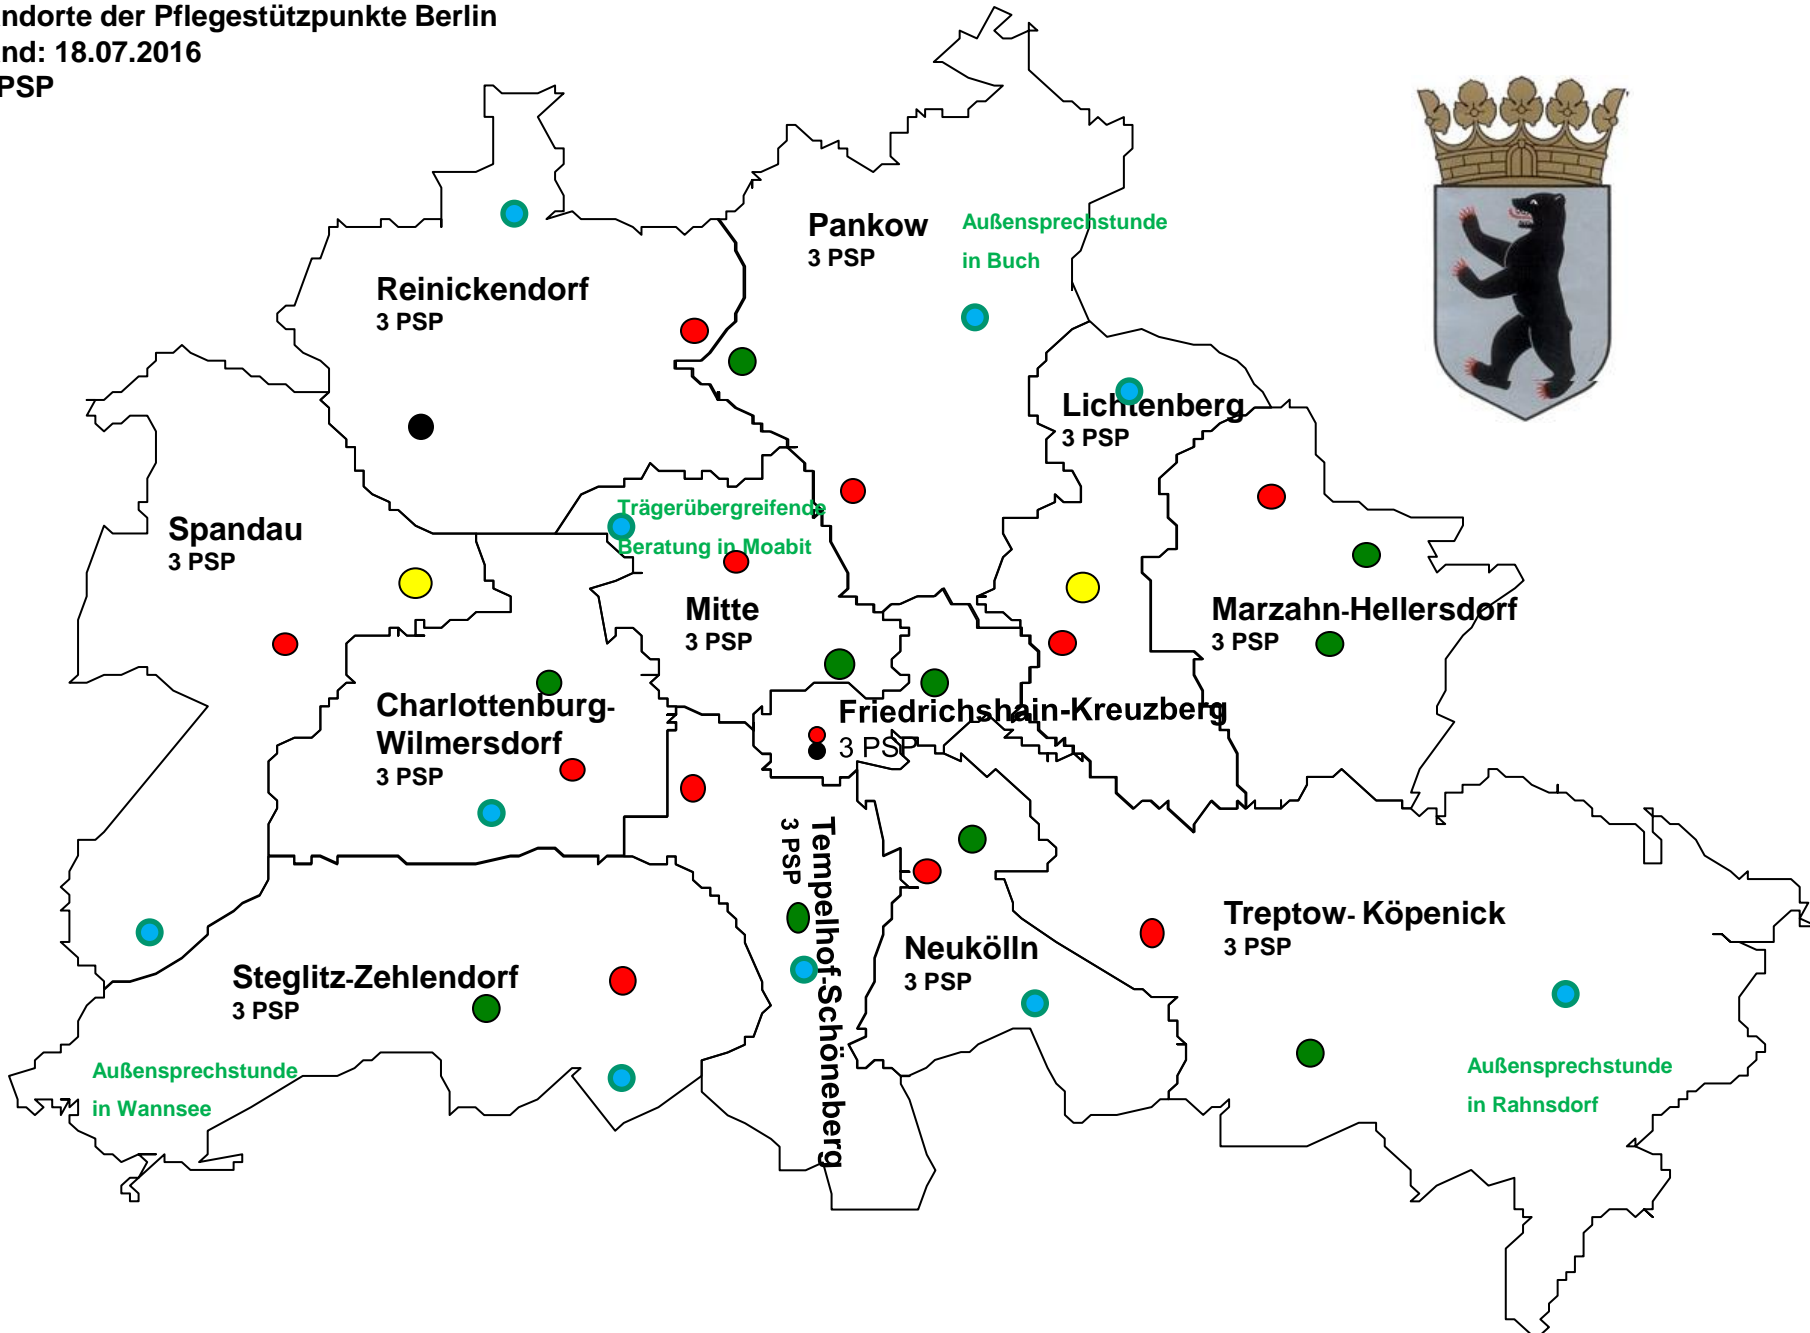 ndorte der Pflegestützpunkte Berlin
nd: 18.07.2016
PSP
Pankow
3 PSP
Außensprechstunde
in Buch
Reinickendorf
3 PSP
Lichtenberg
3 PSP
Trägerübergreifende
Beratung in Moabit
Spandau
3 PSP
Mitte
3 PSP
Marzahn-Hellersdorf
3 PSP
Charlottenburg-
Wilmersdorf
3 PSP
Friedrichshain-Kreuzberg
3 PSP
Tempelhof-Schöneberg
3 PSP
Treptow- Köpenick
3 PSP
Neukölln
3 PSP
Steglitz-Zehlendorf
3 PSP
Außensprechstunde
in Wannsee
Außensprechstunde
in Rahnsdorf